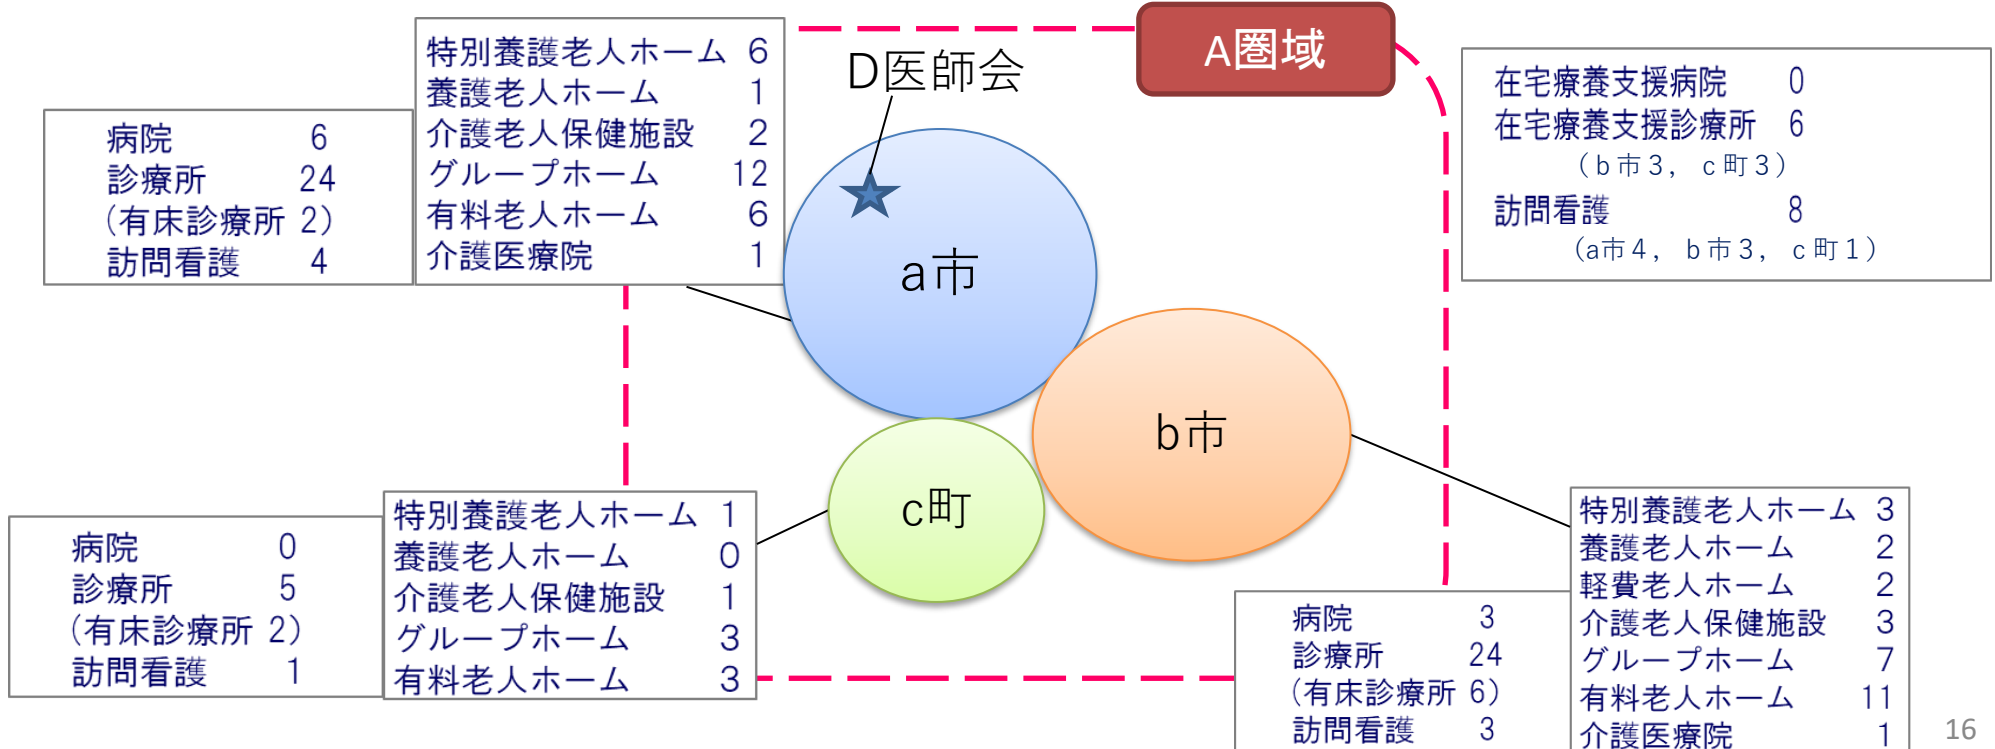 A圏域
D医師会
特別養護老人ホーム 6
養護老人ホーム 1
介護老人保健施設 2
グループホーム 12
有料老人ホーム 6
介護医療院 1
病院 6
診療所 24
(有床診療所 2)
訪問看護 4
在宅療養支援病院 0
在宅療養支援診療所 6
(b市3, c町3)
訪問看護 8
(a市4, b市3, c町1)
a市
b市
c町
病院 0
診療所 5
(有床診療所 2)
訪問看護 1
特別養護老人ホーム 1
養護老人ホーム 0
介護老人保健施設 1
グループホーム 3
有料老人ホーム 3
病院 3
診療所 24
(有床診療所 6)
訪問看護 3
特別養護老人ホーム 3
養護老人ホーム 2
軽費老人ホーム 2
介護老人保健施設 3
グループホーム 7
有料老人ホーム 11
介護医療院 1
16